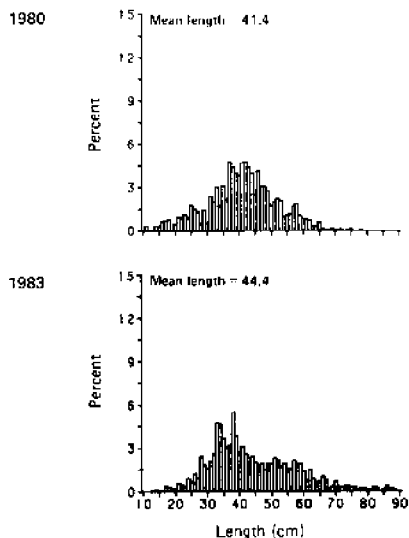 1980
15
Mean length = 41.4
12
9
6
3
0
Percent
1983
15
Mean length = 44.4
12
9
6
3
0
Percent
10 20 30 40 50 60 70 80 90
Length (cm)